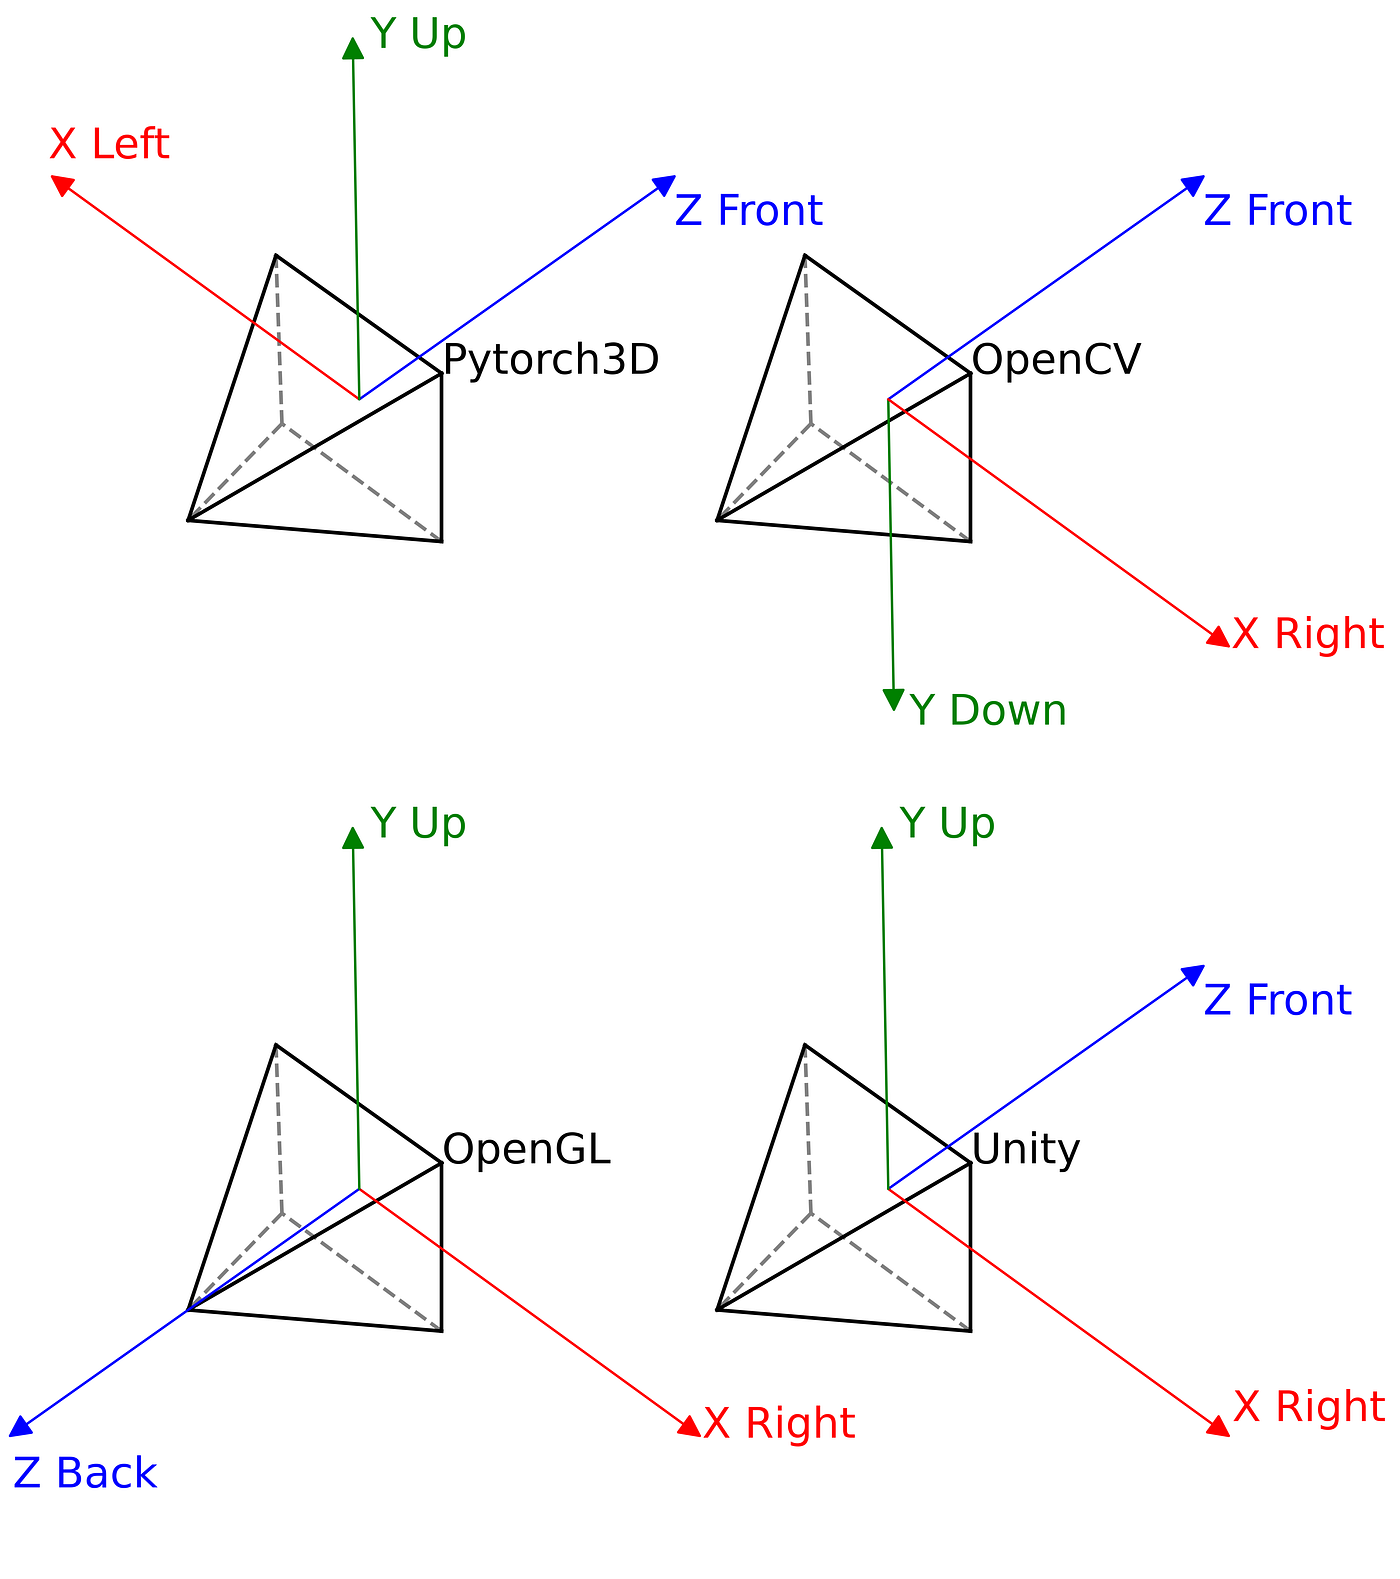 Y Up
X Left
Z Front
Pytorch3D
Z Front
OpenCV
X Right
Y Down
Y Up
OpenGL
X Right
Z Back
Y Up
Z Front
Unity
X Right